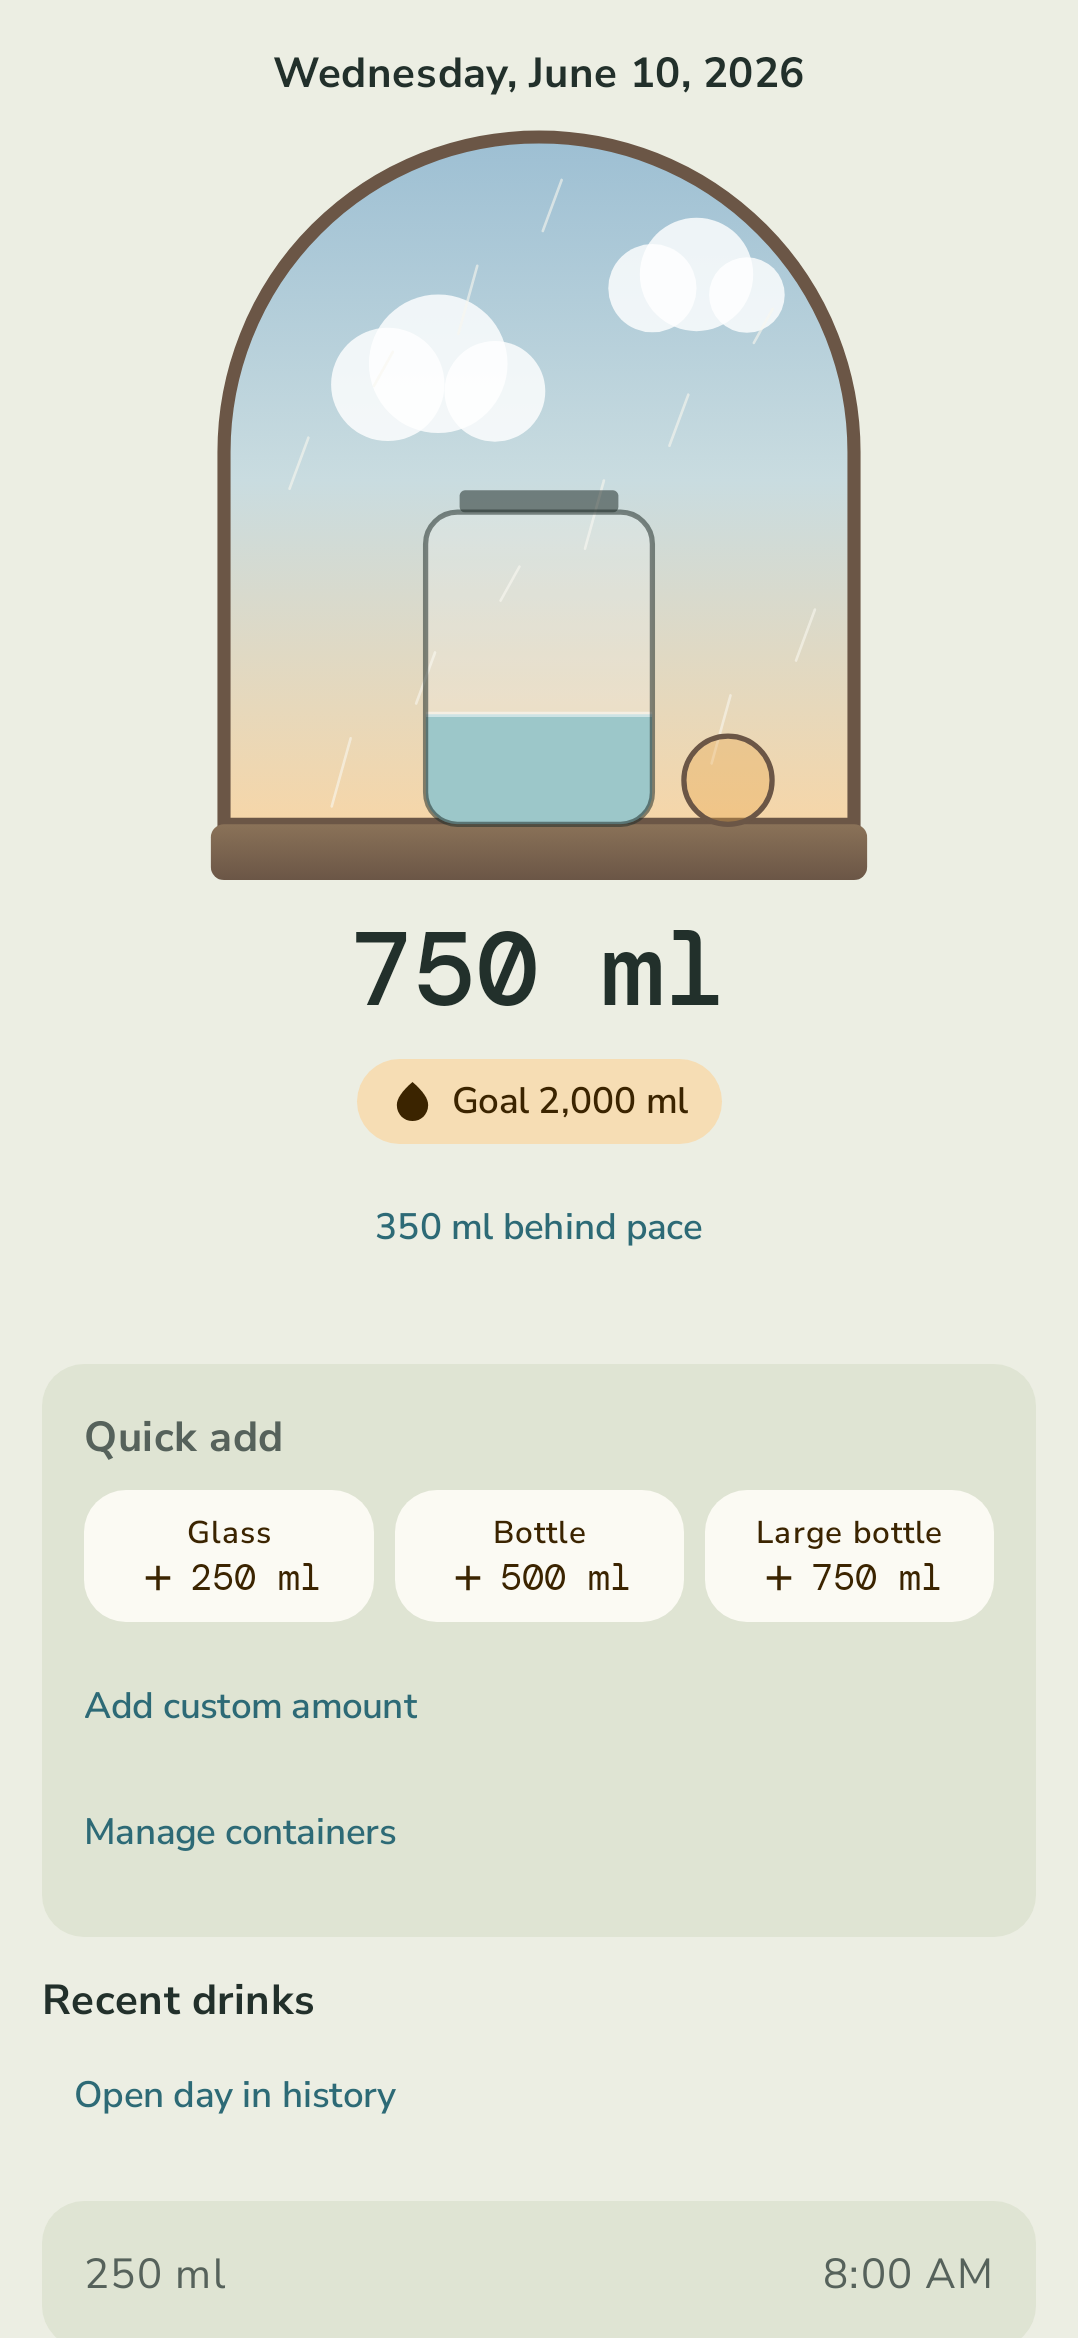 Wednesday, June 10, 2026
750 ml
Goal 2,000 ml
350 ml behind pace
Quick add
Glass
+ 250 ml
Bottle
+ 500 ml
Large bottle
+ 750 ml
Add custom amount
Manage containers
Recent drinks
Open day in history
250 ml 8:00 AM